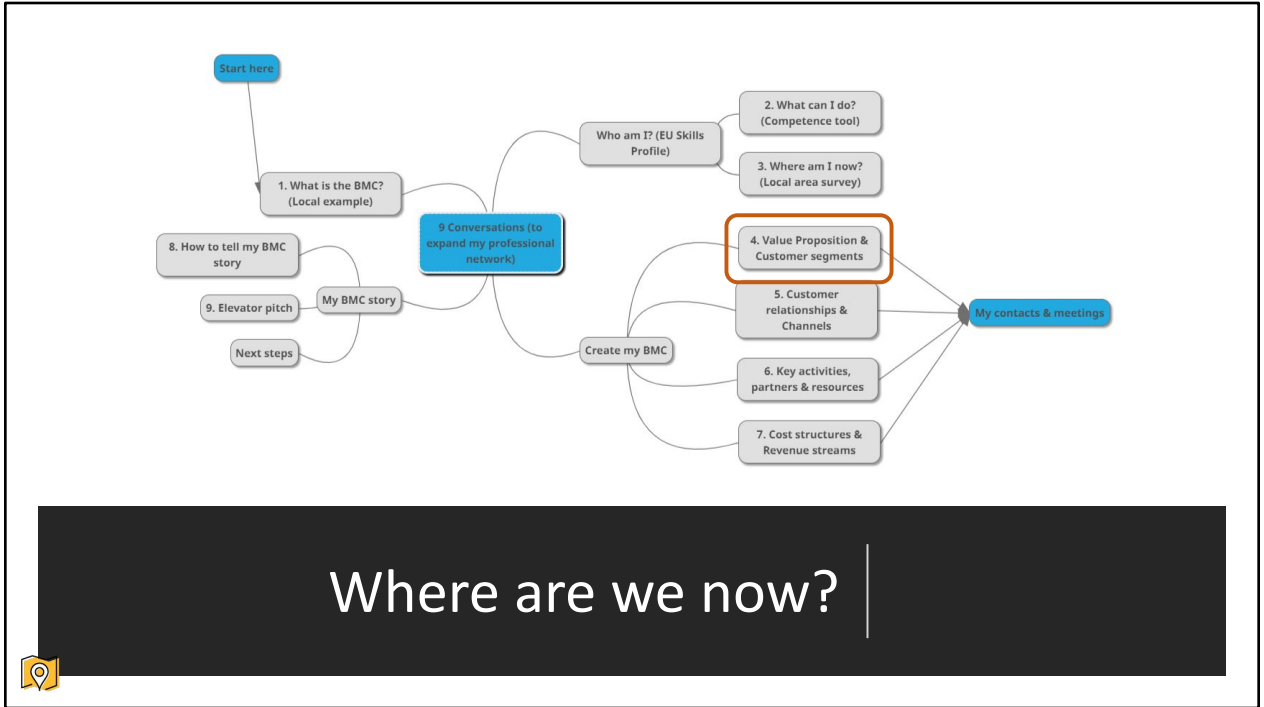 Start here
1. What is the BMC?
(Local example)
8. How to tell my BMC
story
9. Elevator pitch
My BMC story
Next steps
9 Conversations (to
expand my professional
network)
Who am I? (EU Skills
Profile)
2. What can I do?
(Competence tool)
3. Where am I now?
(Local area survey)
Create my BMC
4. Value Proposition &
Customer segments
5. Customer
relationships &
Channels
6. Key activities,
partners & resources
7. Cost structures &
Revenue streams
My contacts & meetings
Where are we now?